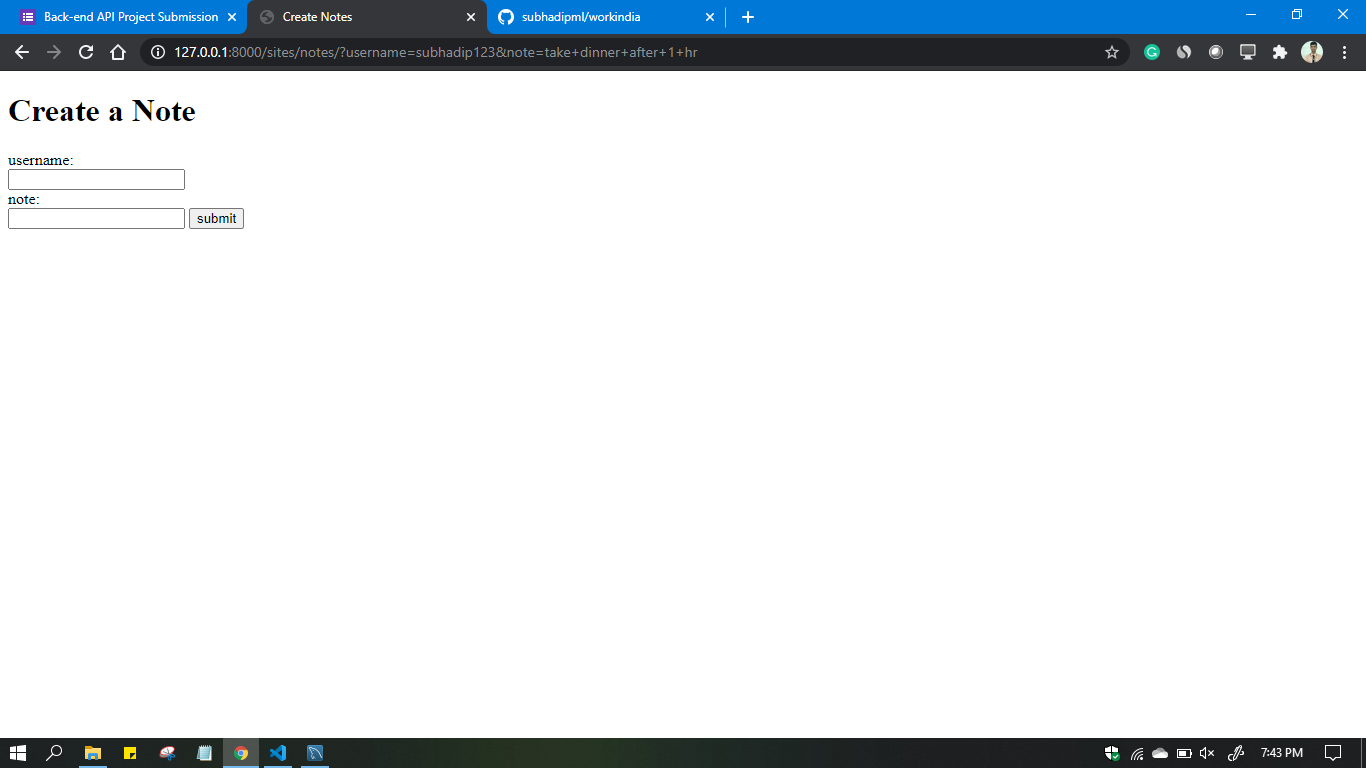 Back-end API Project Submission
Create Notes
subhadipml/workindia
127.0.0.1:8000/sites/notes/?username=subhadip123&note=take+dinner+after+1+hr
Create a Note
username:
note:
submit
7:43 PM